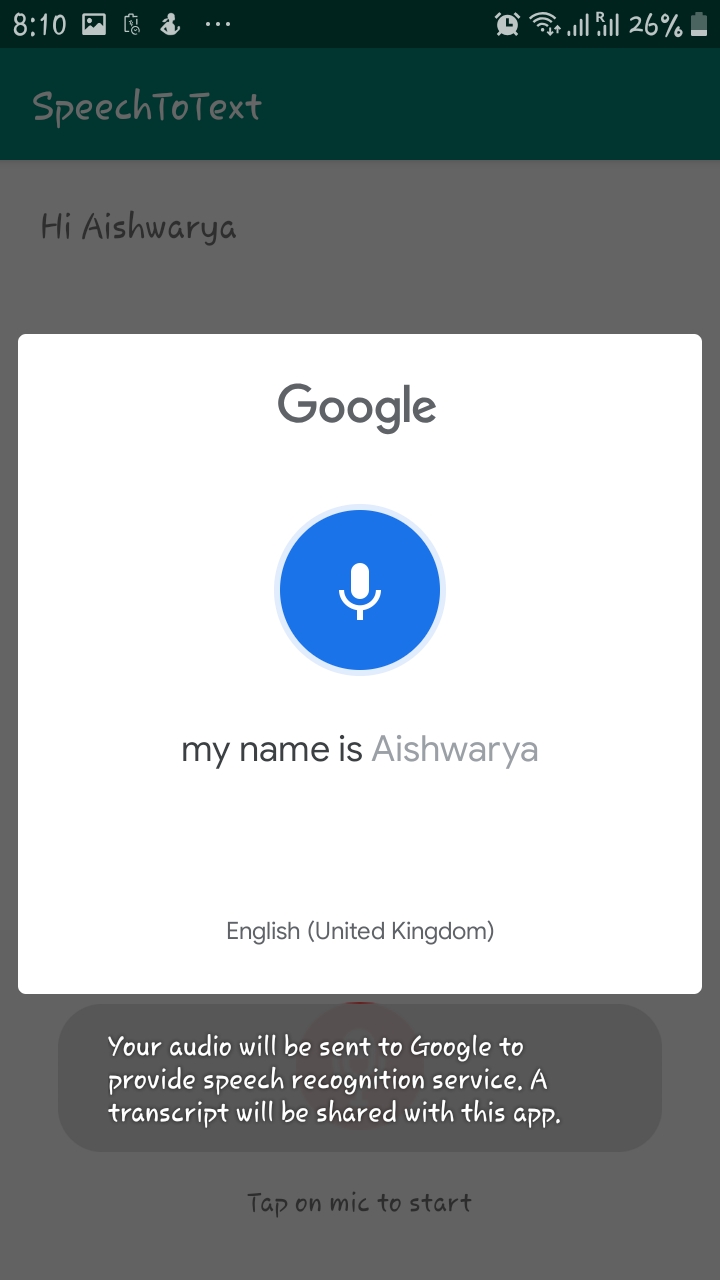 8:10 ... R 26%
SpeechToText
Hi Aishwarya
Google
my name is Aishwarya
English (United Kingdom)
Your audio will be sent to Google to
provide speech recognition service. A
transcript will be shared with this app.
Tap on mic to start